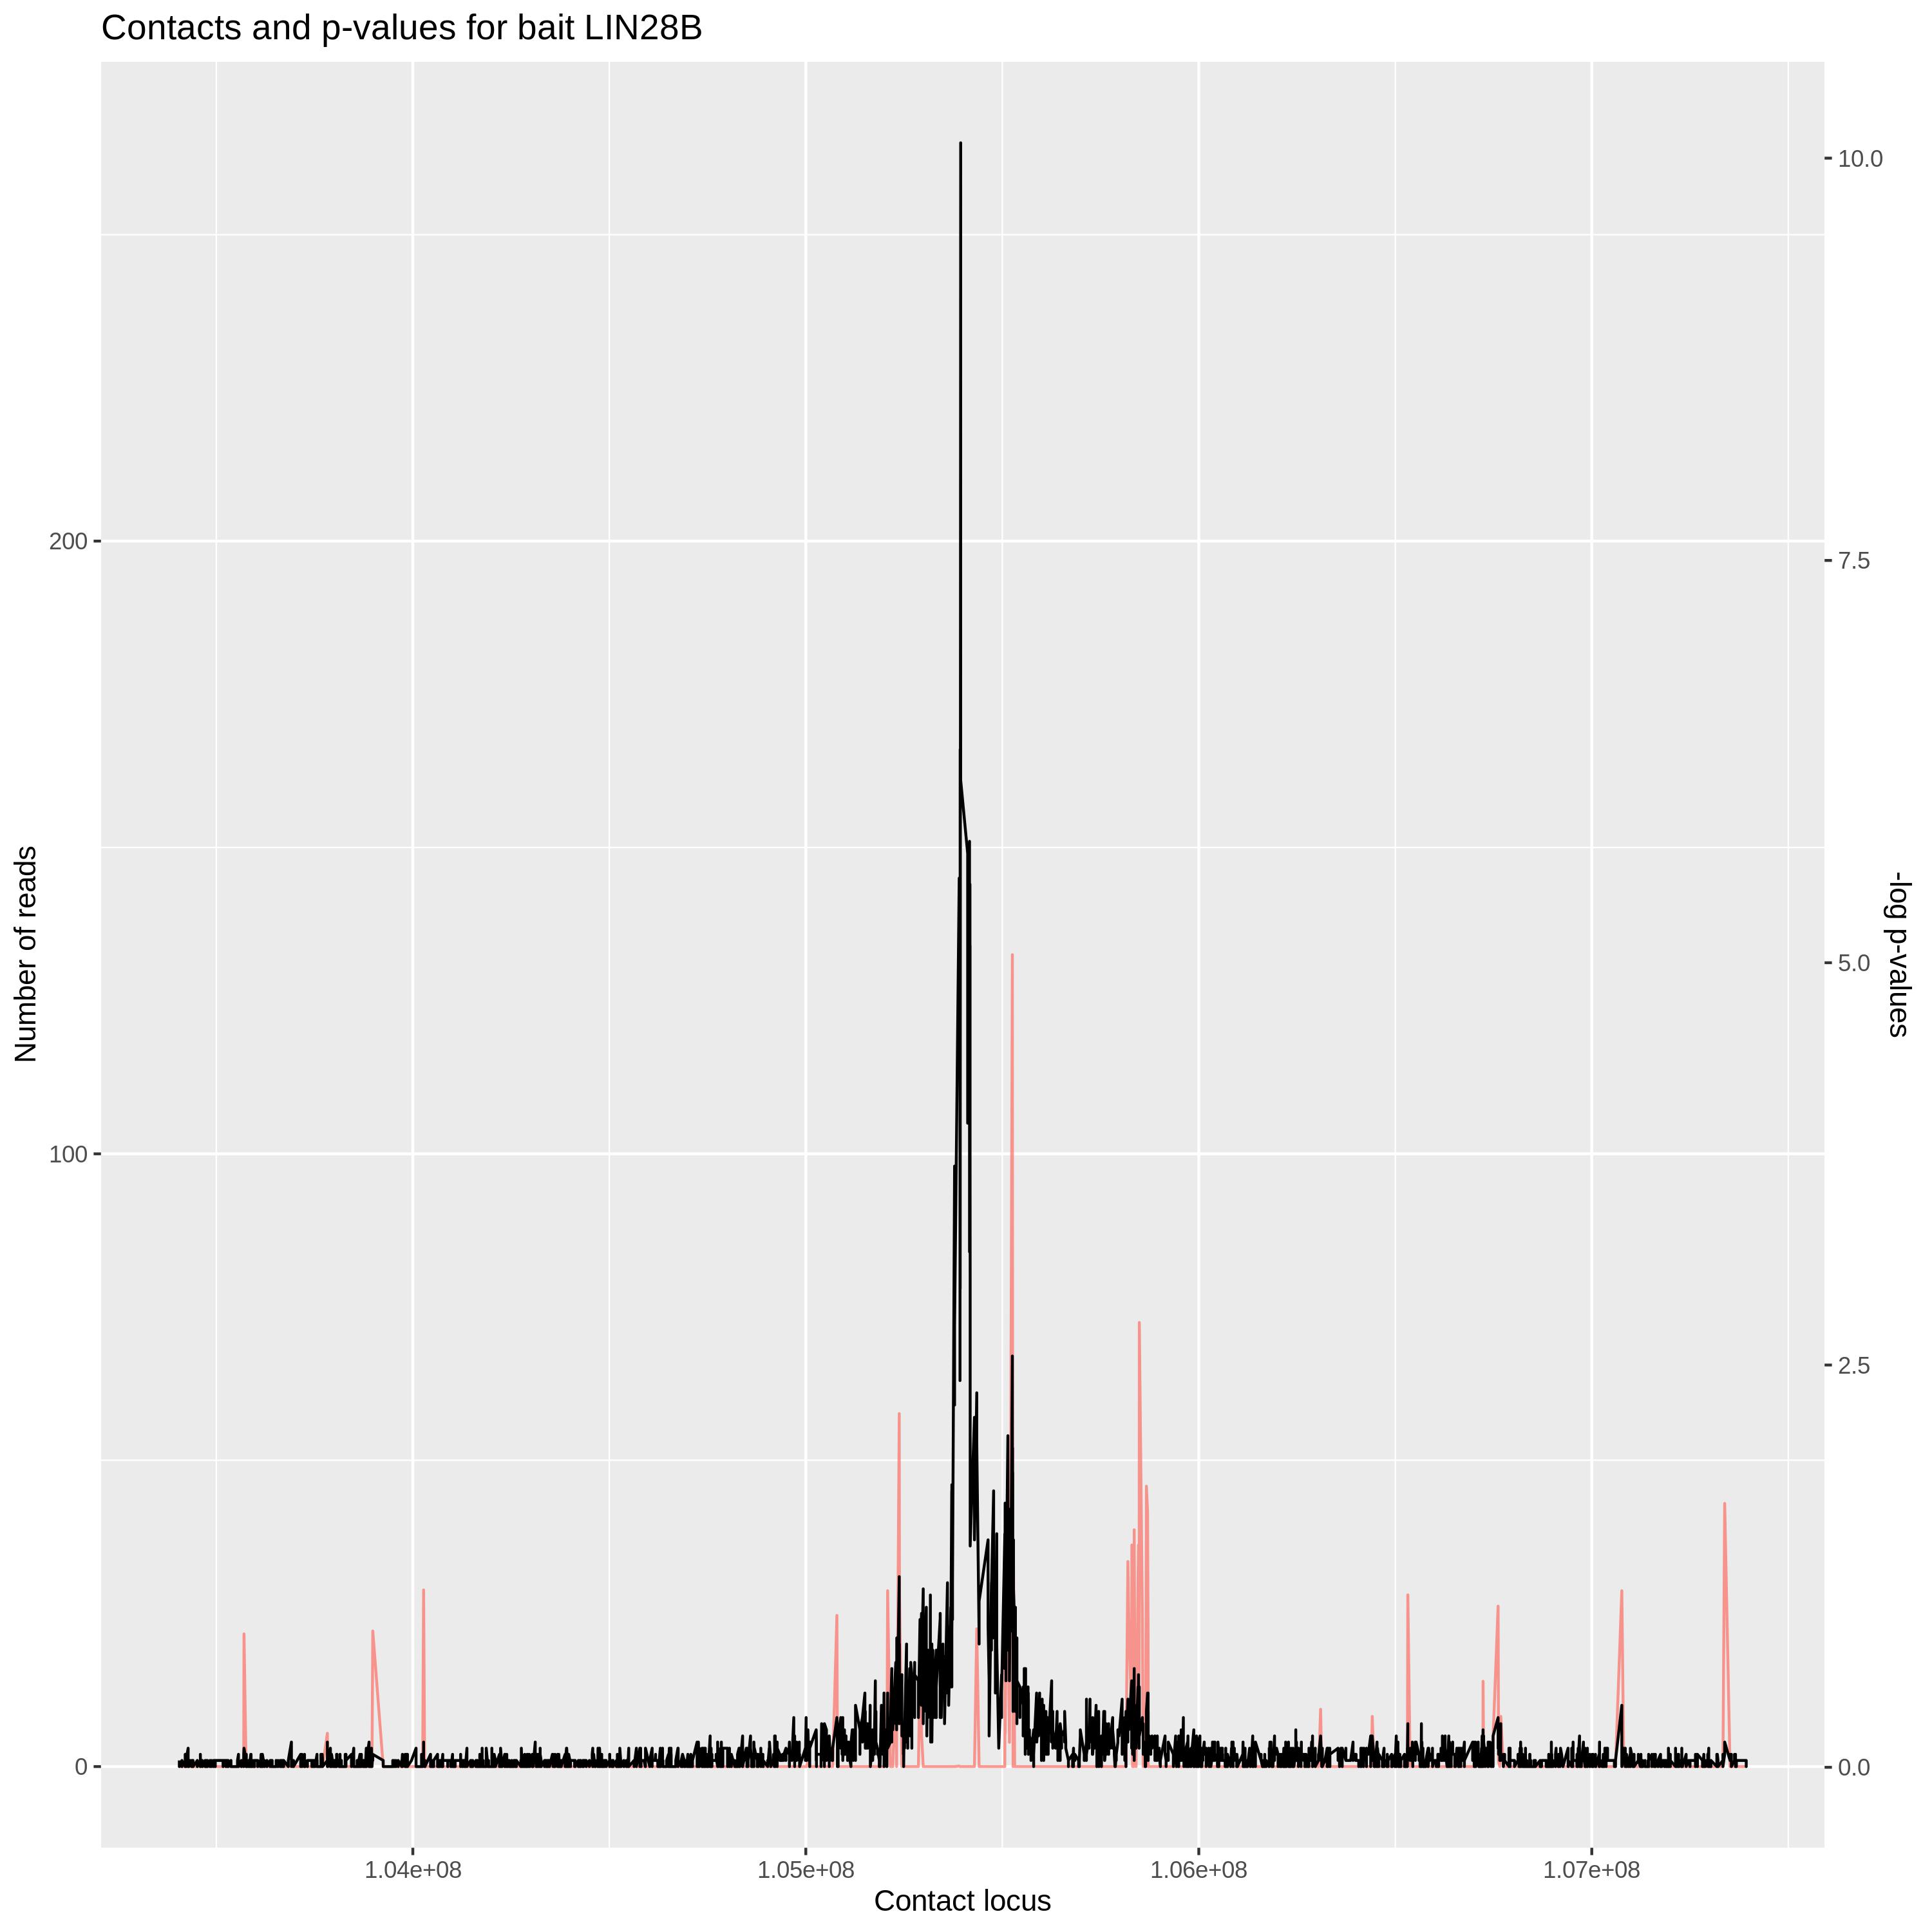 Contacts and p-values for bait LIN28B
Number of reads
200
100
0
10.0
7.5
5.0
2.5
0.0
-log p-values
1.04e+08
1.05e+08
1.06e+08
1.07e+08
Contact locus